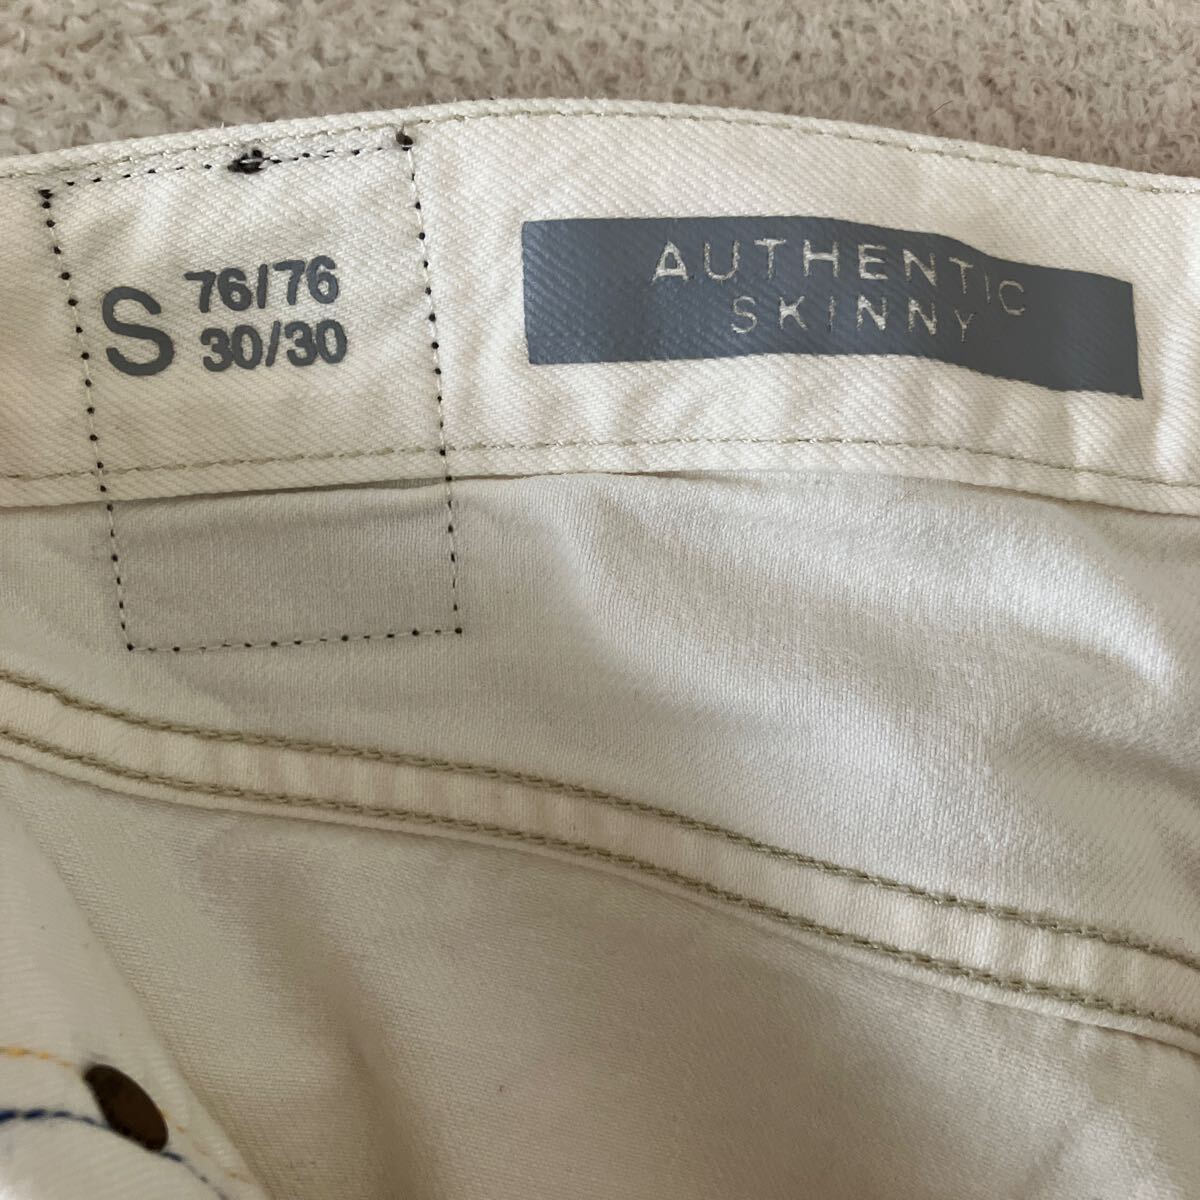 S
76/76
30/30
AUTHENTIC
SKINNY